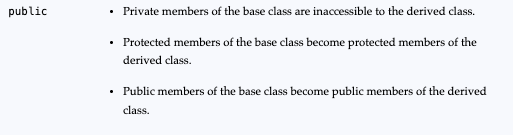 public • Private members of the base class are inaccessible to the derived class.
• Protected members of the base class become protected members of the
derived class.
• Public members of the base class become public members of the derived
class.